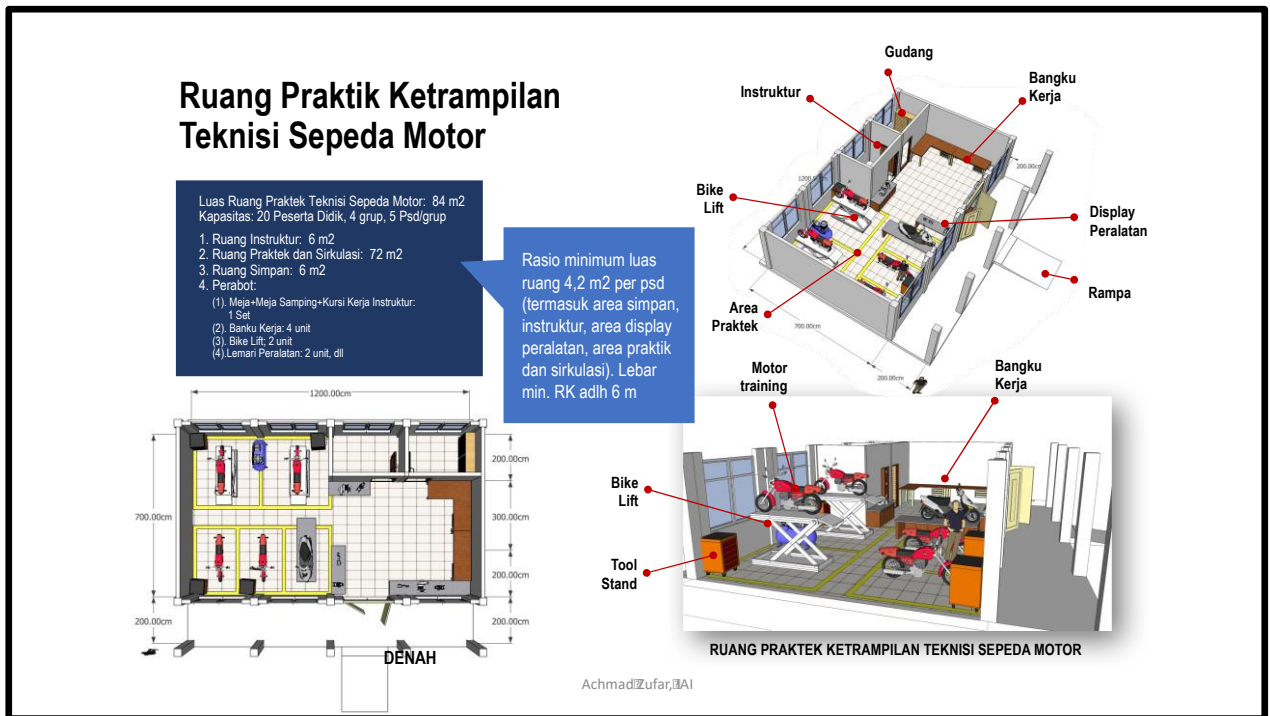 Ruang Praktik Ketrampilan
Teknisi Sepeda Motor
Luas Ruang Praktek Teknisi Sepeda Motor: 84 m2
Kapasitas: 20 Peserta Didik, 4 grup, 5 Psd/grup
1. Ruang Instruktur: 6 m2
2. Ruang Praktek dan Sirkulasi: 72 m2
3. Ruang Simpan: 6 m2
4. Perabot:
(1). Meja+Meja Samping+Kursi Kerja Instruktur:
1 Set
(2). Banku Kerja: 4 unit
(3). Bike Lift; 2 unit
(4).Lemari Peralatan: 2 unit, dll
Rasio minimum luas
ruang 4,2 m2 per psd
(termasuk area simpan,
instruktur, area display
peralatan, area praktik
dan sirkulasi). Lebar
min. RK adlh 6 m
Gudang
Instruktur
Bangku
Kerja
Bike
Lift
Display
Peralatan
Rampa
Area
Praktek
200.00cm
700.00cm
200.00cm
1200.00cm
700.00cm
200.00cm
300.00cm
200.00cm
200.00cm
200.00cm
DENAH
Motor
training
Bangku
Kerja
Bike
Lift
Tool
Stand
RUANG PRAKTEK KETRAMPILAN TEKNISI SEPEDA MOTOR
Achmad Zufar, IAI